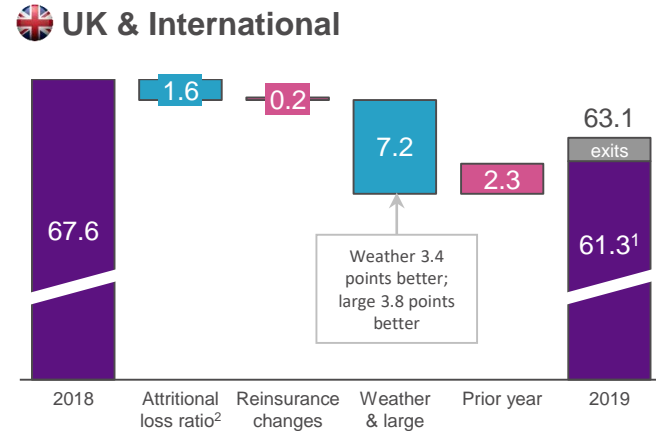 UK & International
1.6
0.2
7.2
2.3
63.1
exits
67.6
61.3¹
Weather 3.4
points better;
large 3.8 points
better
2018
Attritional
loss ratio²
Reinsurance
changes
Weather
& large
Prior year
2019